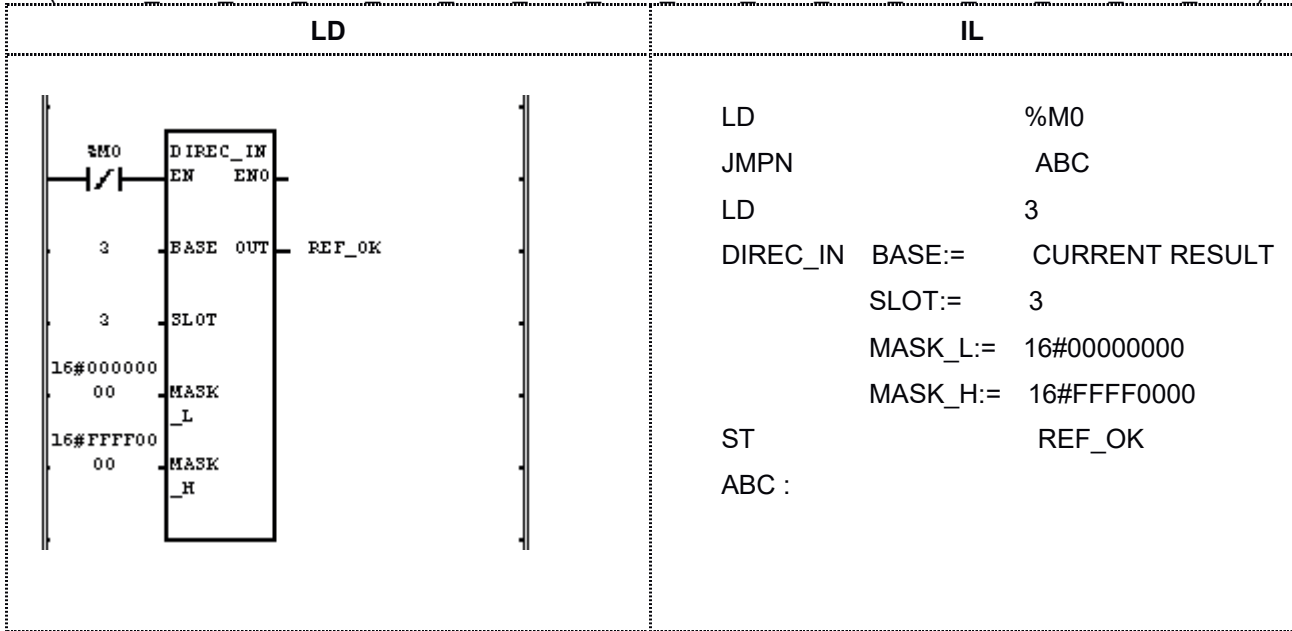 LD
IL
%M0
DIREC_IN
EN ENO
3 BASE OUT REF_OK
3 SLOT
16#000000
00 MASK
_L
16#FFFF00
00 MASK
_H
LD %M0
JMPN ABC
LD 3
DIREC_IN BASE:= CURRENT RESULT
SLOT:= 3
MASK_L:= 16#00000000
MASK_H:= 16#FFFF0000
ST REF_OK
ABC :